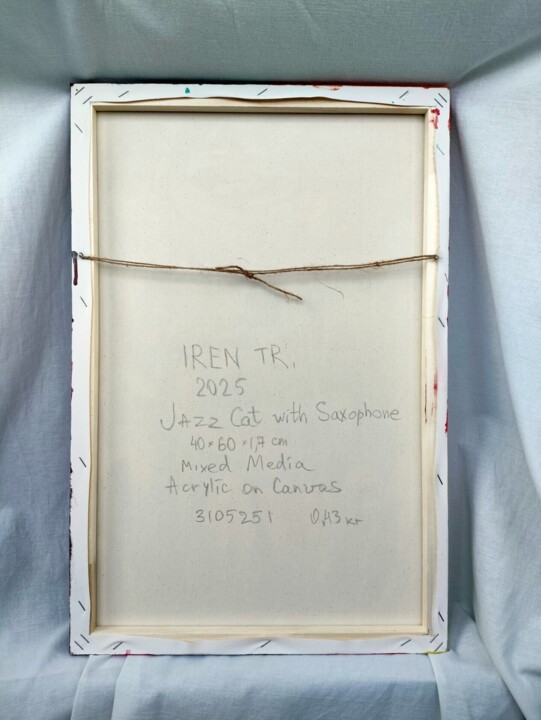 IREN TR.
2025
Jazz Cat with Saxophone
40×60×1,7 cm
Mixed Media
Acrylic on Canvas
3105251 0,43 кг